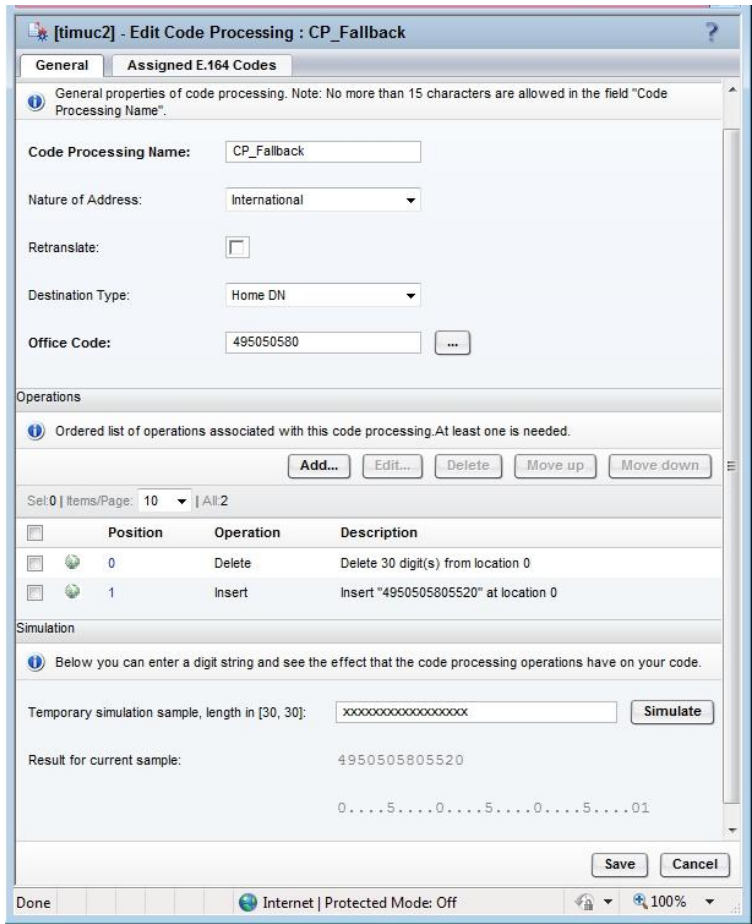 [timuc2] - Edit Code Processing : CP_Fallback ?
General Assigned E.164 Codes
General properties of code processing. Note: No more than 15 characters are allowed in the field "Code
Processing Name".
Code Processing Name: CP_Fallback
Nature of Address: International
Retranslate:
Destination Type: Home DN
Office Code: 495050580 ...
Operations
Ordered list of operations associated with this code processing.At least one is needed.
Add... Edit... Delete Move up Move down
Sel:0 | Items/Page: 10 | All:2
Position Operation Description
0 Delete Delete 30 digit(s) from location 0
1 Insert Insert "4950505805520" at location 0
Simulation
Below you can enter a digit string and see the effect that the code processing operations have on your code.
Temporary simulation sample, length in [30, 30]: xxxxxxxxxxxxxxxxx Simulate
Result for current sample: 4950505805520
0....5....0....5....0....5....01
Save Cancel
Done Internet | Protected Mode: Off 100%